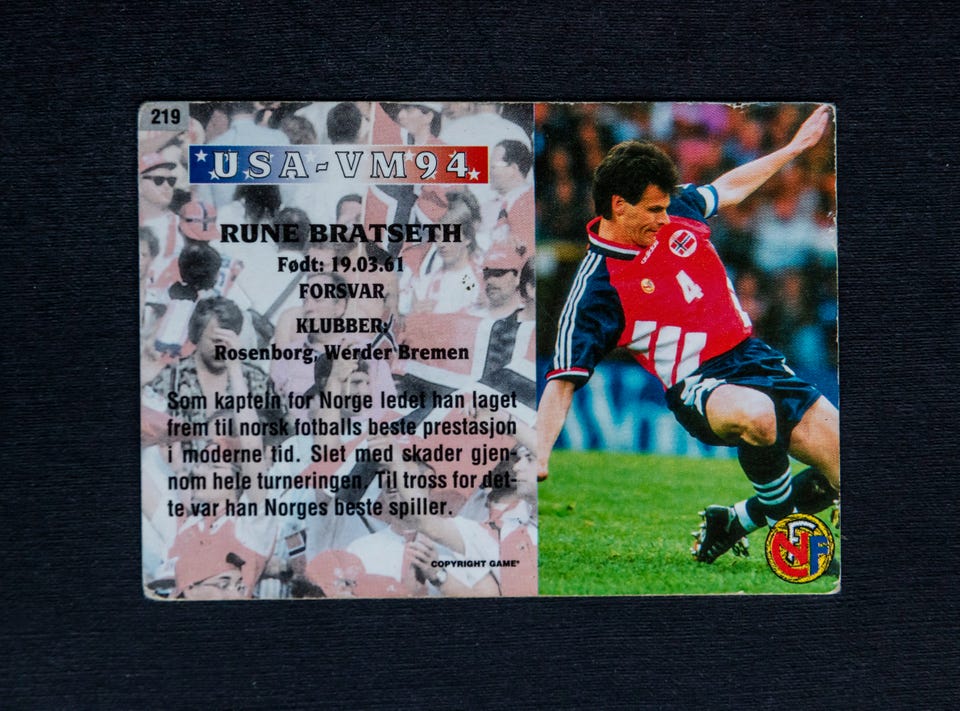 219
USA-VM94
RUNE BRATSETH
Født: 19.03.61
FORSVAR
KLUBBER:
Rosenborg, Werder Bremen
Som kaptein for Norge ledet han laget
frem til norsk fotballs beste prestasjon
i moderne tid. Slet med skader gjen-
nom hele turneringen. Til tross for det-
te var han Norges beste spiller.
COPYRIGHT GAME®
4
NFF